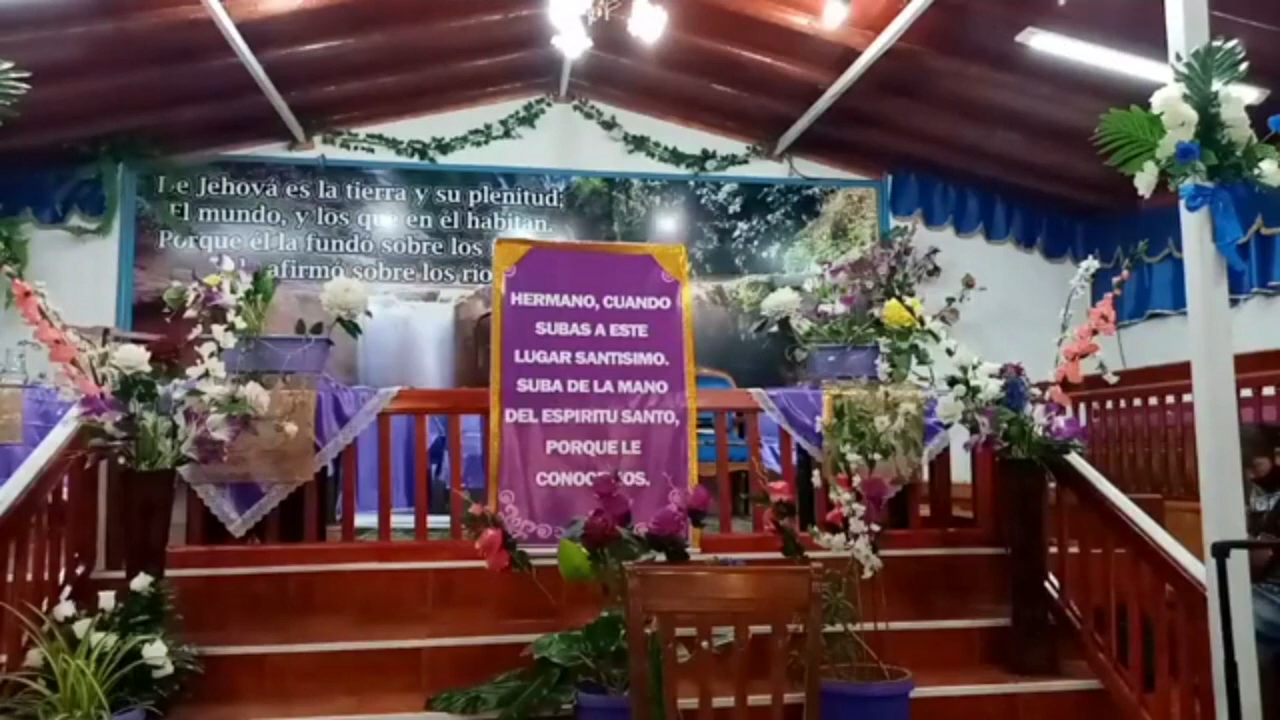 De Jehová es la tierra y su plenitud;
El mundo, y los que en él habitan.
Porque él la fundó sobre los
afirmó sobre los río
HERMANO, CUANDO
SUBAS A ESTE
LUGAR SANTISIMO.
SUBA DE LA MANO
DEL ESPIRITU SANTO,
PORQUE LE